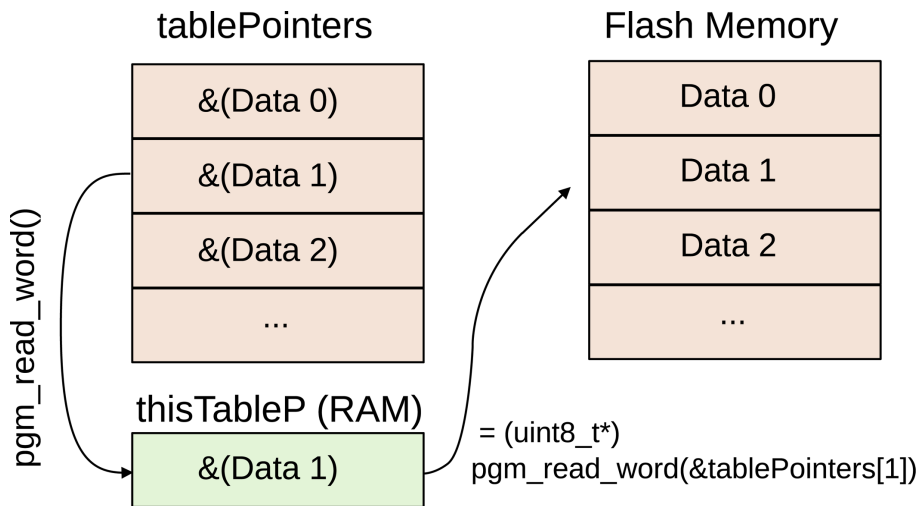 tablePointers
&(Data 0)
&(Data 1)
&(Data 2)
...
pgm_read_word()
thisTableP (RAM)
&(Data 1)
Flash Memory
Data 0
Data 1
Data 2
...
= (uint8_t*)
pgm_read_word(&tablePointers[1])